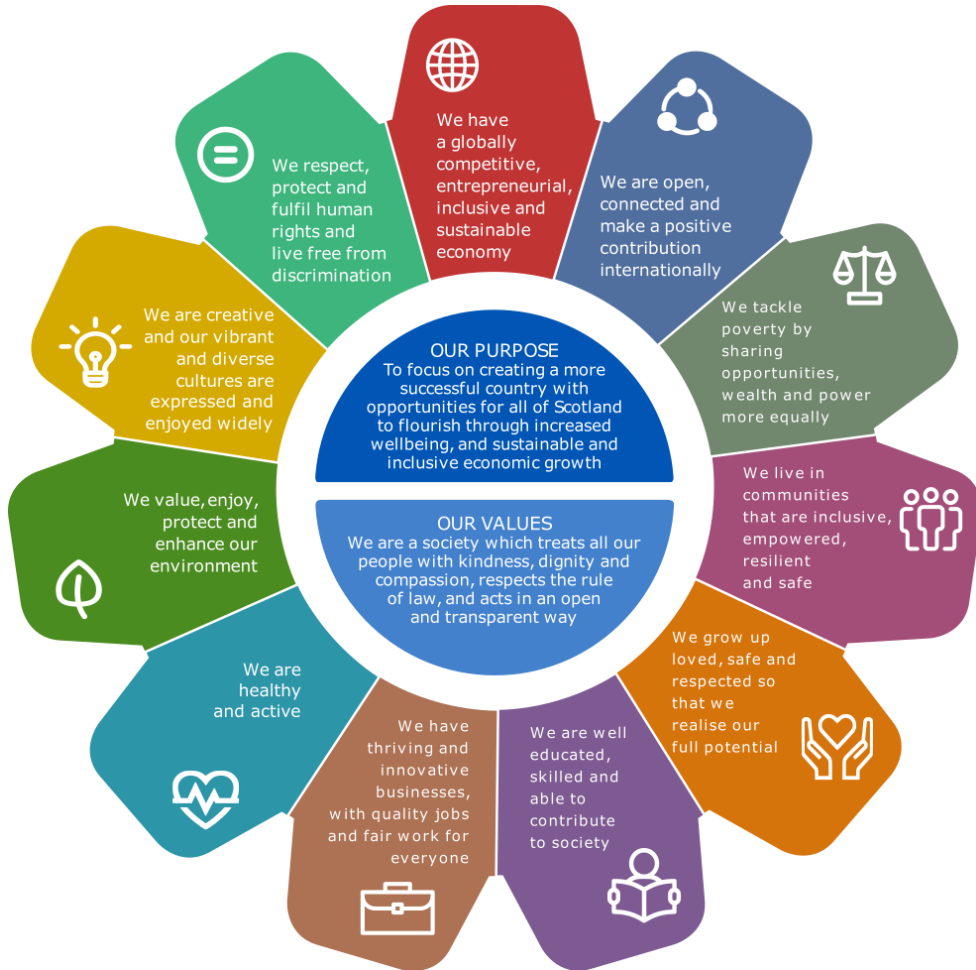 We have
a globally
competitive,
entrepreneurial,
inclusive and
sustainable
economy
We are open,
connected and
make a positive
contribution
internationally
We tackle
poverty by
sharing
opportunities,
wealth and power
more equally
We live in
communities
that are inclusive,
empowered,
resilient
and safe
We grow up
loved, safe and
respected so
that we
realise our
full potential
We are well
educated,
skilled and
able to
contribute
to society
We have
thriving and
innovative
businesses,
with quality jobs
and fair work for
everyone
We are
healthy
and active
We value, enjoy,
protect and
enhance our
environment
We are creative
and our vibrant
and diverse
cultures are
expressed and
enjoyed widely
We respect,
protect and
fulfil human
rights and
live free from
discrimination
OUR PURPOSE
To focus on creating a more
successful country with
opportunities for all of Scotland
to flourish through increased
wellbeing, and sustainable and
inclusive economic growth
OUR VALUES
We are a society which treats all our
people with kindness, dignity and
compassion, respects the rule
of law, and acts in an open
and transparent way